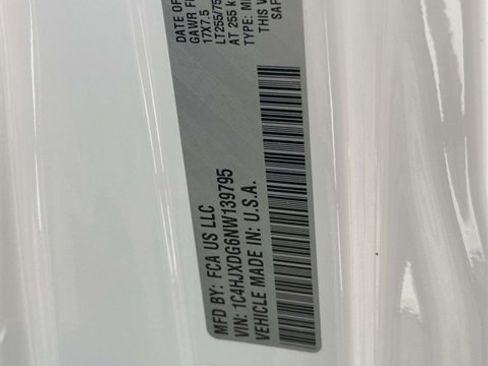 MFD BY: FCA US LLC
DATE OF
GAWR F
17X7.5
LT255/75
AT 255 k
VIN: 1C4HJXDG6NW139795
TYPE: M
VEHICLE MADE IN: U.S.A.
THIS V
SAF